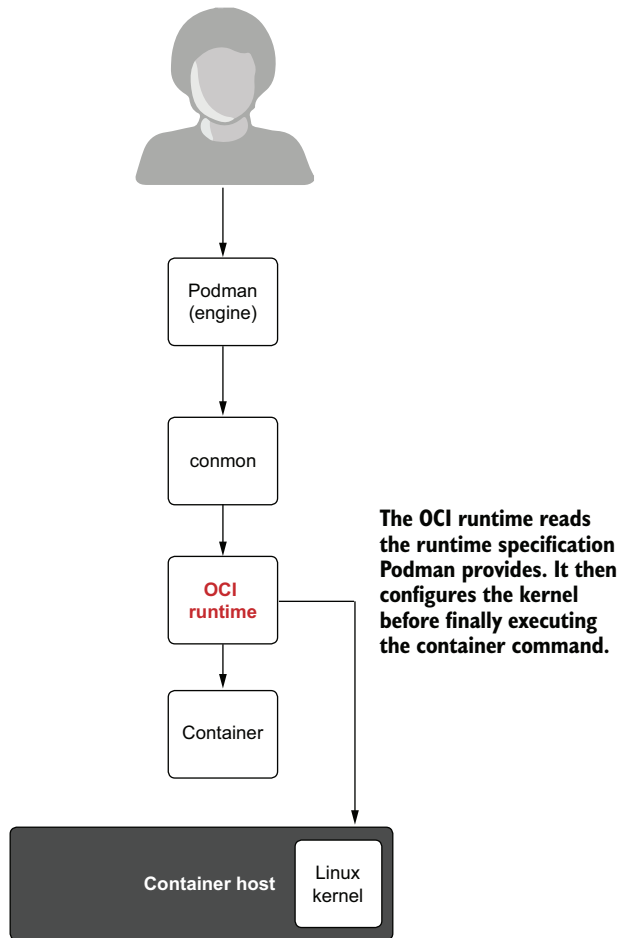 Podman
(engine)
conmon
The OCI runtime reads
the runtime specification
Podman provides. It then
configures the kernel
before finally executing
the container command.
OCI
runtime
Container
Container host
Linux
kernel